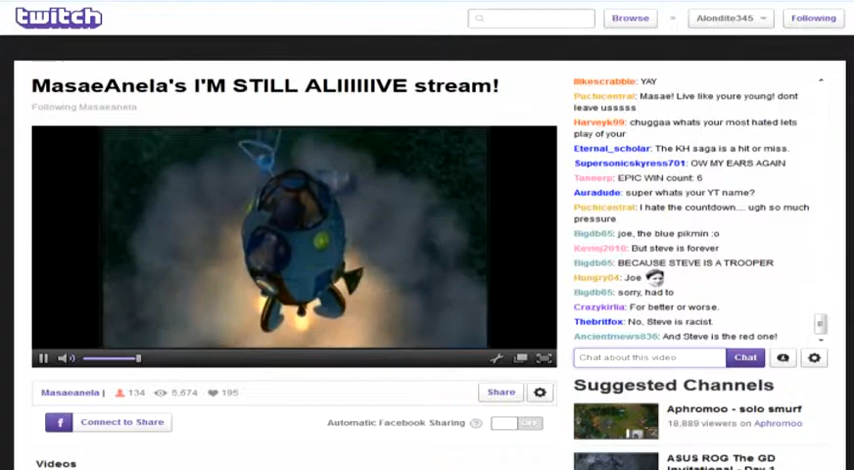 twitch
Browse
Alondite345
Following
MasaeAnela's I'M STILL ALIIIIIIVE stream!
Following Masaeanela
llikescrabble: YAY
Puchicentral: Masae! Live like youre young! dont
leave usssss
Harveyk99: chuggaa whats your most hated lets
play of your
Eternal_scholar: The KH saga is a hit or miss.
Supersonicskyress701: OW MY EARS AGAIN
Taneerp: EPIC WIN count: 6
Auradude: super whats your YT name?
Puchicentral: I hate the countdown.... ugh so much
pressure
Bigdb65: joe, the blue pikmin :o
Keviej2010: But steve is forever
Bigdb65: BECAUSE STEVE IS A TROOPER
Hungry04: Joe
Bigdb65: sorry, had to
Crazykirlia: For better or worse.
Thebritfox: No, Steve is racist.
Ancientmews836: And Steve is the red one!
Chat about this video
Chat
Masaeanela | 134 5,674 195
Share
f Connect to Share
Automatic Facebook Sharing ? OFF
Suggested Channels
Aphromoo - solo smurf
18,889 viewers on Aphromoo
ASUS ROG The GD
Invitational - Day 1
Videos